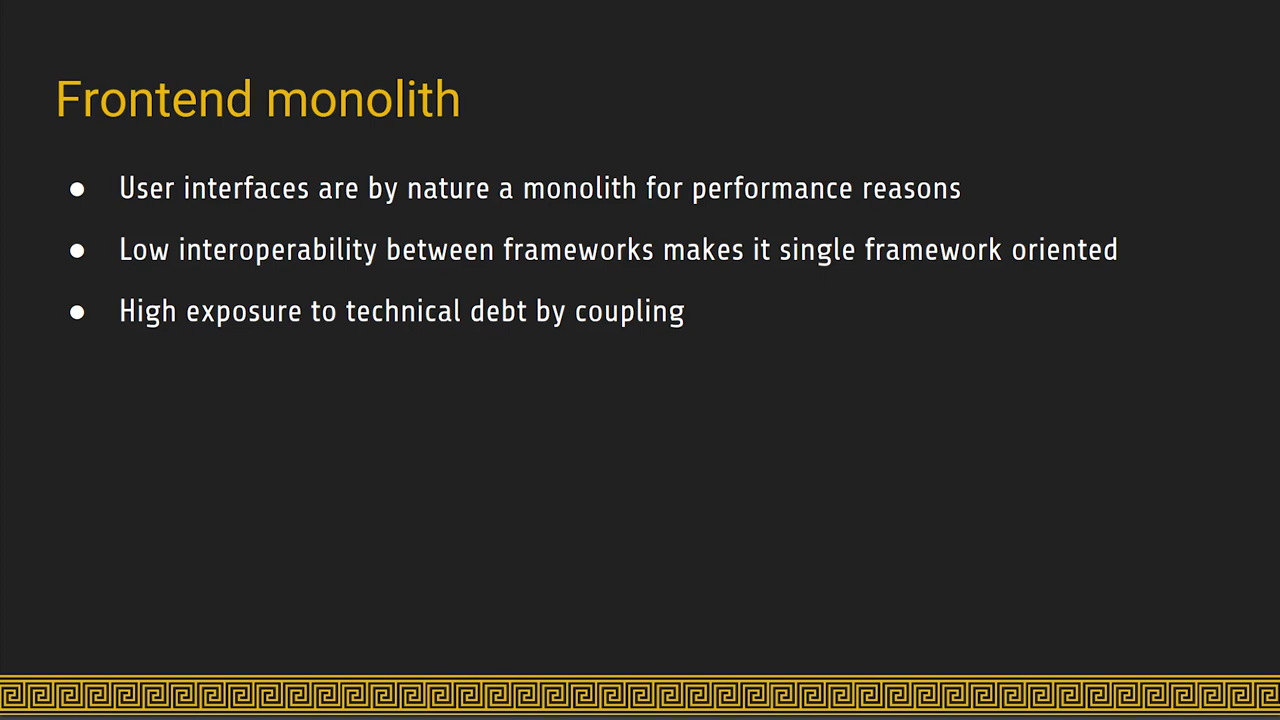 Frontend monolith
● User interfaces are by nature a monolith for performance reasons
● Low interoperability between frameworks makes it single framework oriented
● High exposure to technical debt by coupling